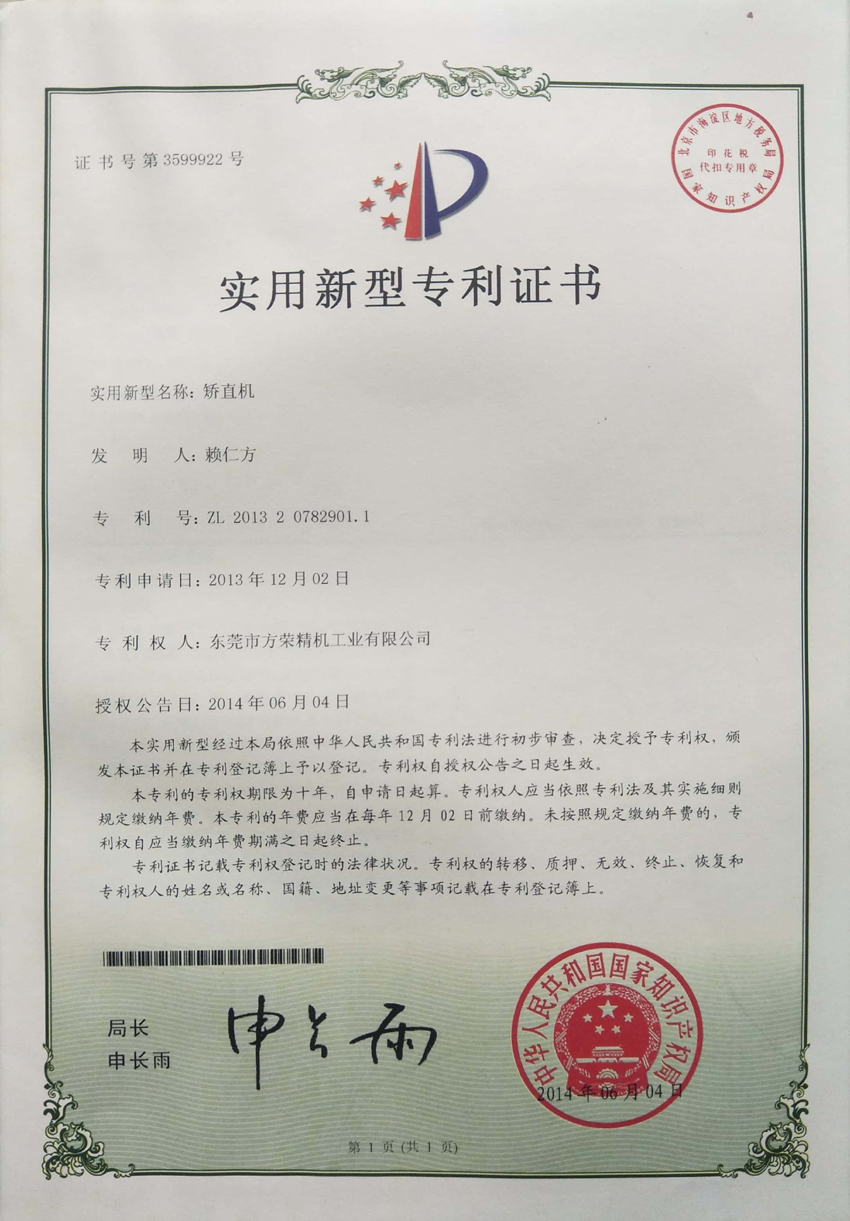 证书号第3599922号
北京市海淀区地方税务局
印花税
代扣专用章
国家知识产权局
实用新型专利证书
实用新型名称：矫直机
发明人：赖仁方
专利号：ZL 2013 2 0782901.1
专利申请日：2013年12月02日
专利权人：东莞市方荣精机工业有限公司
授权公告日：2014年06月04日
本实用新型经过本局依照中华人民共和国专利法进行初步审查，决定授予专利权，颁
发本证书并在专利登记簿上予以登记。专利权自授权公告之日起生效。
本专利的专利权期限为十年，自申请日起算。专利权人应当依照专利法及其实施细则
规定缴纳年费。本专利的年费应当在每年12月02日前缴纳。未按照规定缴纳年费的，专
利权自应当缴纳年费期满之日起终止。
专利证书记载专利权登记时的法律状况。专利权的转移、质押、无效、终止、恢复和
专利权人的姓名或名称、国籍、地址变更等事项记载在专利登记簿上。
局长
申长雨
申长雨
中华人民共和国国家知识产权局
2014年06月04日
第1页(共1页)